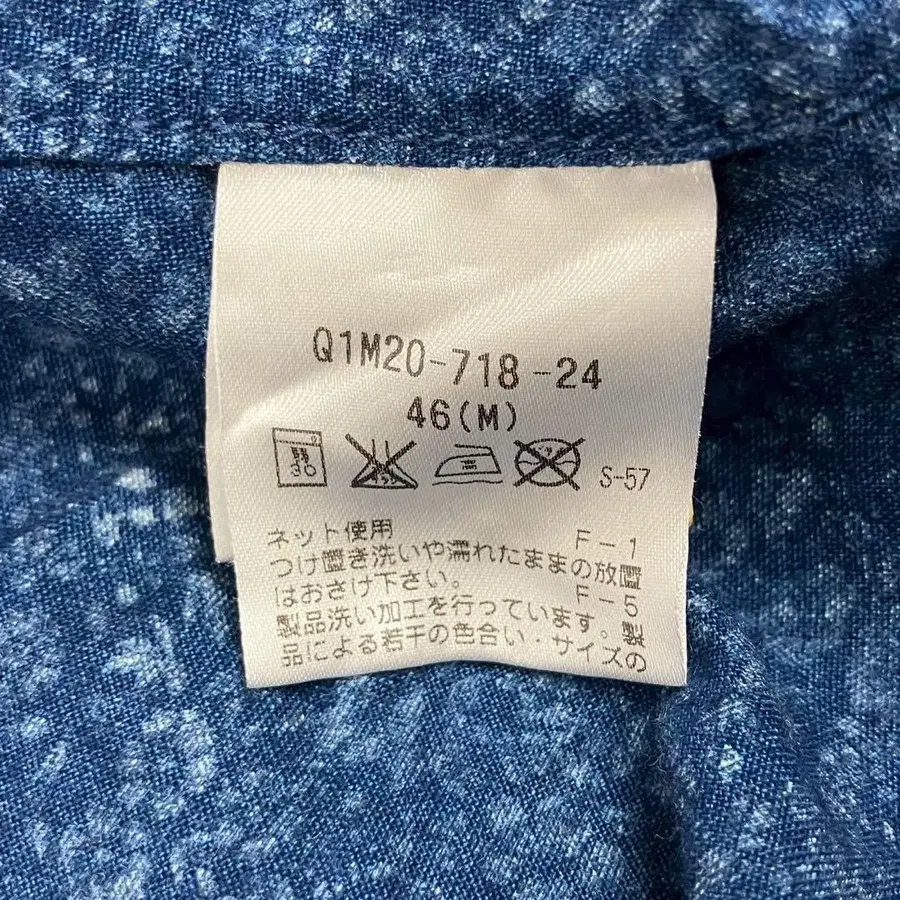 Q1M20-718-24
46(M)
30
S-57
ネット使用 F-1
つけ置き洗いや濡れたままの放置
はおさけ下さい。 F-5
製品洗い加工を行っています。製
品による若干の色合い・サイズの